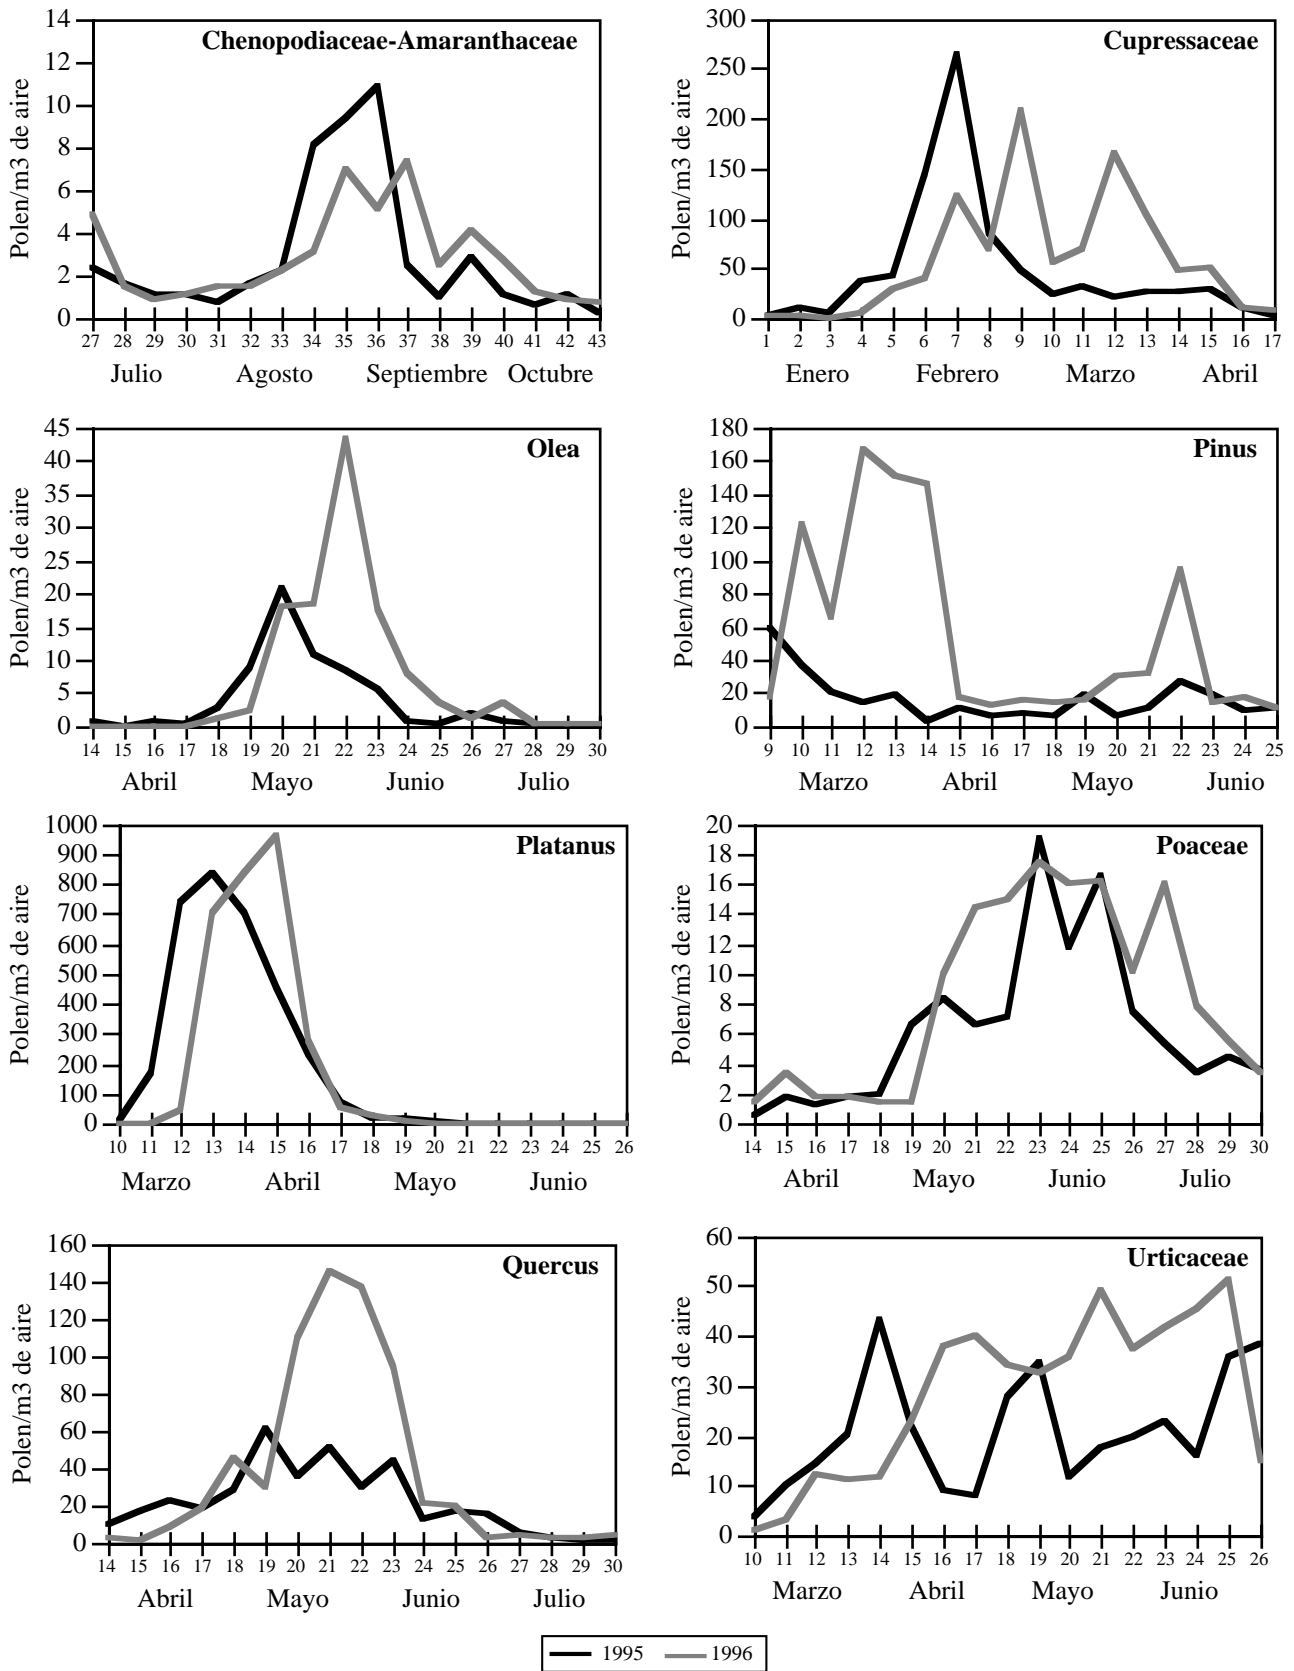 Chenopodiaceae-Amaranthaceae
Polen/m3 de aire
14
12
10
8
6
4
2
0
27 28 29 30 31 32 33 34 35 36 37 38 39 40 41 42 43
Julio Agosto Septiembre Octubre
Cupressaceae
Polen/m3 de aire
300
250
200
150
100
50
0
1 2 3 4 5 6 7 8 9 10 11 12 13 14 15 16 17
Enero Febrero Marzo Abril
Olea
Polen/m3 de aire
45
40
35
30
25
20
15
10
5
0
14 15 16 17 18 19 20 21 22 23 24 25 26 27 28 29 30
Abril Mayo Junio Julio
Pinus
Polen/m3 de aire
180
160
140
120
100
80
60
40
20
0
9 10 11 12 13 14 15 16 17 18 19 20 21 22 23 24 25
Marzo Abril Mayo Junio
Platanus
Polen/m3 de aire
1000
900
800
700
600
500
400
300
200
100
0
10 11 12 13 14 15 16 17 18 19 20 21 22 23 24 25 26
Marzo Abril Mayo Junio
Poaceae
Polen/m3 de aire
20
18
16
14
12
10
8
6
4
2
0
14 15 16 17 18 19 20 21 22 23 24 25 26 27 28 29 30
Abril Mayo Junio Julio
Quercus
Polen/m3 de aire
160
140
120
100
80
60
40
20
0
14 15 16 17 18 19 20 21 22 23 24 25 26 27 28 29 30
Abril Mayo Junio Julio
Urticaceae
Polen/m3 de aire
60
50
40
30
20
10
0
10 11 12 13 14 15 16 17 18 19 20 21 22 23 24 25 26
Marzo Abril Mayo Junio
1995 1996